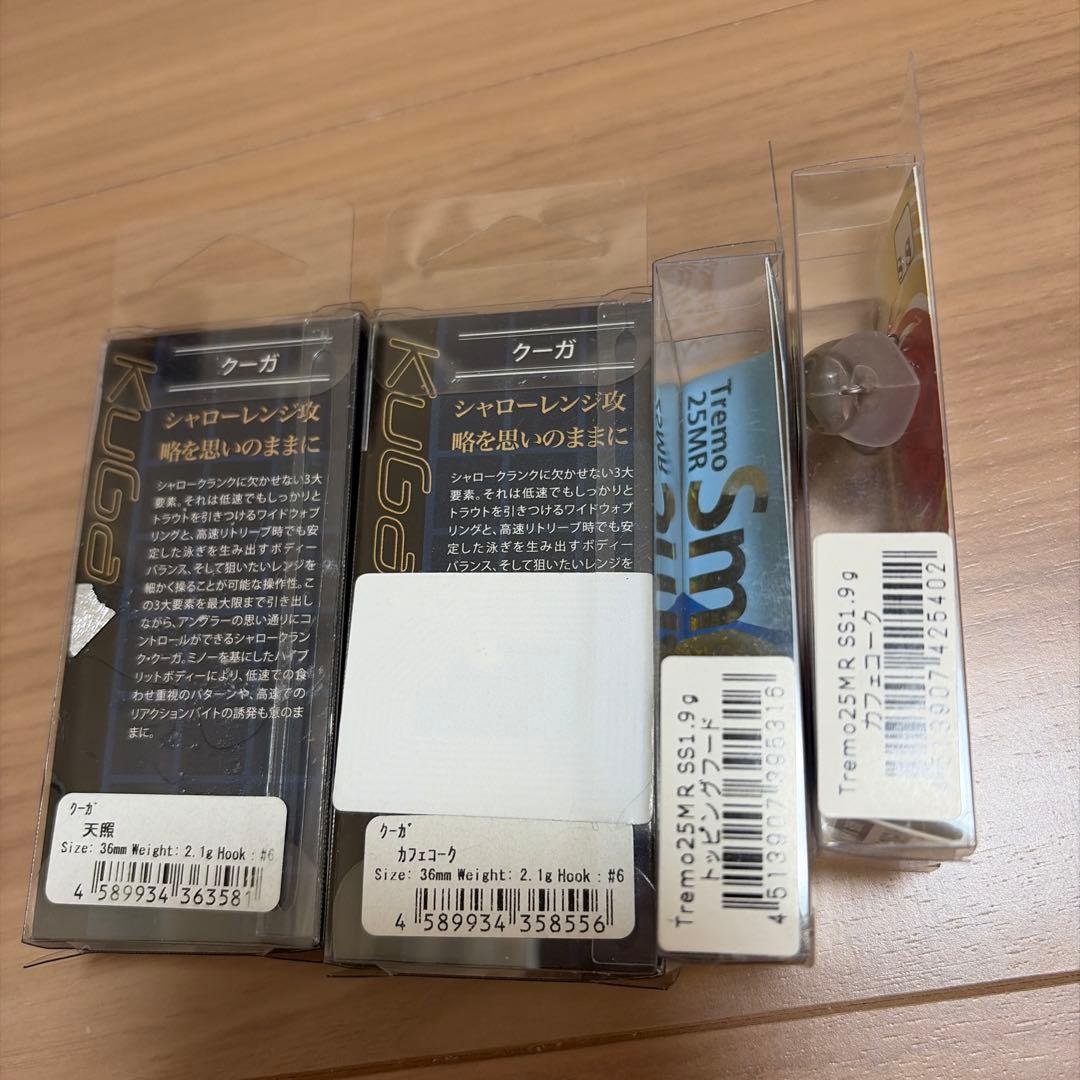 クーガ
KUGa
シャローレンジ攻
略を思いのままに
シャロークランクに欠かせない3大
要素。それは低速でもしっかりと
トラウトを引きつけるワイドウォブ
リングと、高速リトリーブ時でも安
定した泳ぎを生み出すボディー
バランス、そして狙いたいレンジを
細かく操ることが可能な操作性。こ
の3大要素を最大限まで引き出し
ながら、アングラーの思い通りにコ
ントロールができるシャロークラン
ク・クーガ。ミノーを基にしたハイブ
リットボディーにより、低速での食
わせ重視のパターンや、高速での
リアクションバイトの誘発も意のま
まに。
クーガ
天照
Size: 36mm Weight: 2.1g Hook : #6
4 589934 363581
クーガ
KUGa
シャローレンジ攻
略を思いのままに
シャロークランクに欠かせない3大
要素。それは低速でもしっかりと
トラウトを引きつけるワイドウォブ
リングと、高速リトリーブ時でも安
定した泳ぎを生み出すボディー
バランス、そして狙いたいレンジを
クーガ
カフェコーク
Size: 36mm Weight: 2.1g Hook : #6
4 589934 358556
Tremo
25MR
Sm
Tremo25MR SS1.9g
トッピングフード
4513907 395316
Tremo25MR SS1.9g
カフェコーク
4513907 425402